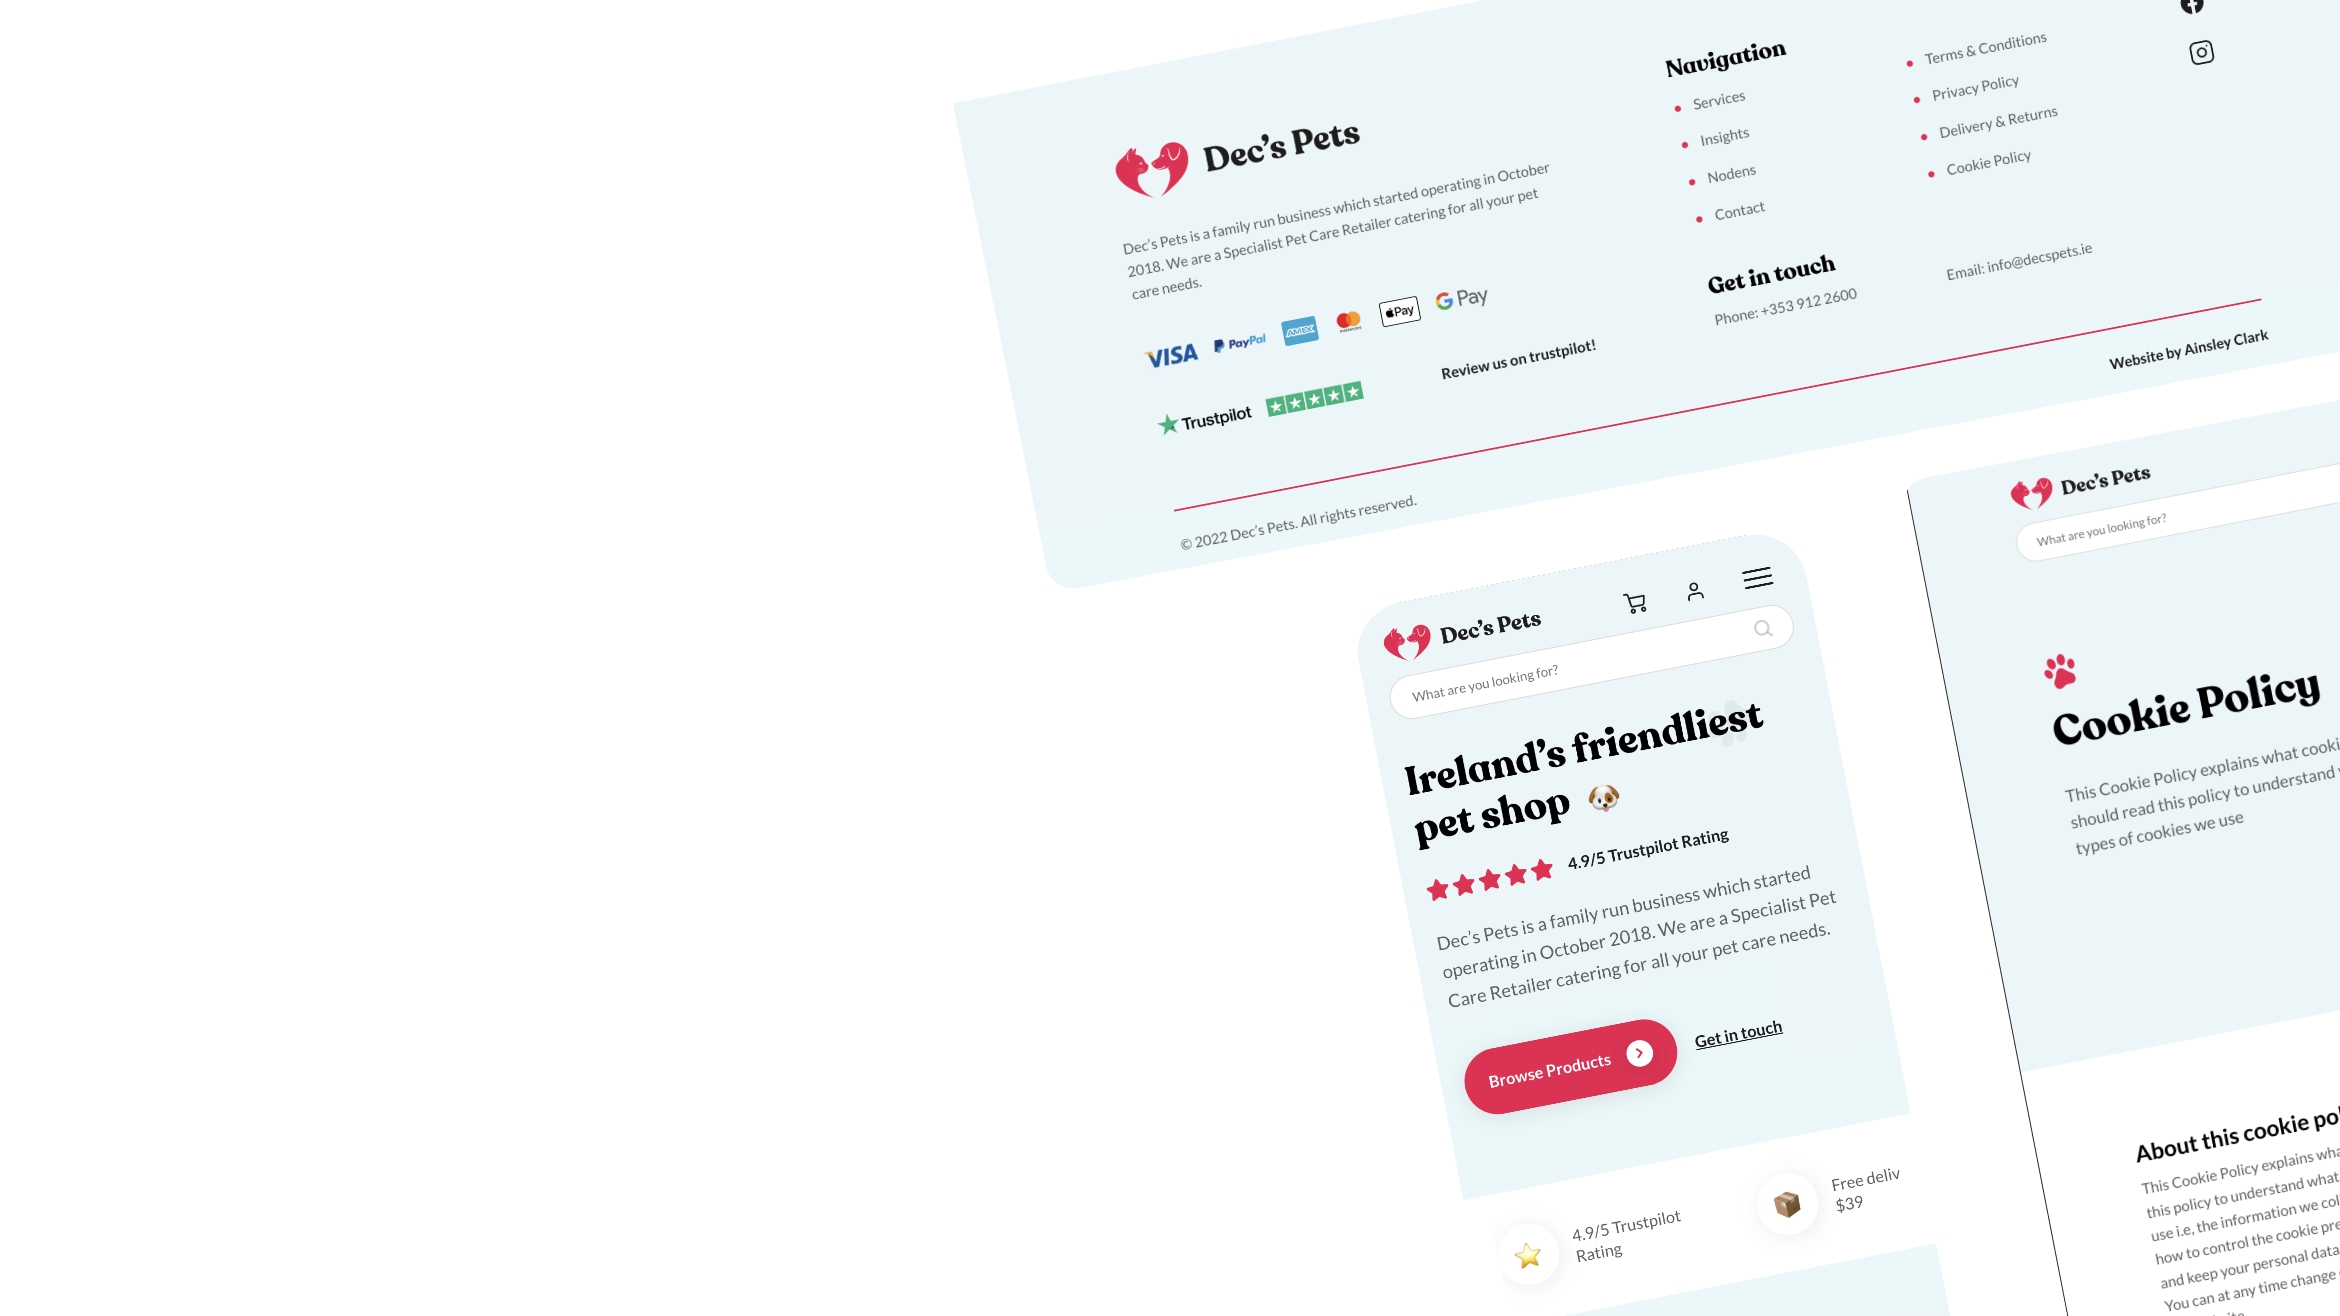 Dec's Pets
Dec's Pets is a family run business which started operating in October
2018. We are a Specialist Pet Care Retailer catering for all your pet
care needs.
VISA
PayPal
AMEX
Pay
G Pay
Trustpilot
Review us on trustpilot!
Navigation
Services
Insights
Nodens
Contact
Terms & Conditions
Privacy Policy
Delivery & Returns
Cookie Policy
Get in touch
Phone: +353 912 2600
Email: info@decspets.ie
© 2022 Dec's Pets. All rights reserved.
Website by Ainsley Clark
Dec's Pets
What are you looking for?
Ireland's friendliest
pet shop 🐶
4.9/5 Trustpilot Rating
Dec's Pets is a family run business which started
operating in October 2018. We are a Specialist Pet
Care Retailer catering for all your pet care needs.
Browse Products
Get in touch
4.9/5 Trustpilot
Rating
Free deliv
$39
Dec's Pets
What are you looking for?
Cookie Policy
This Cookie Policy explains what cooki
should read this policy to understand
types of cookies we use
About this cookie pol
This Cookie Policy explains wha
this policy to understand what
use i.e, the information we col
how to control the cookie pre
and keep your personal data
You can at any time change